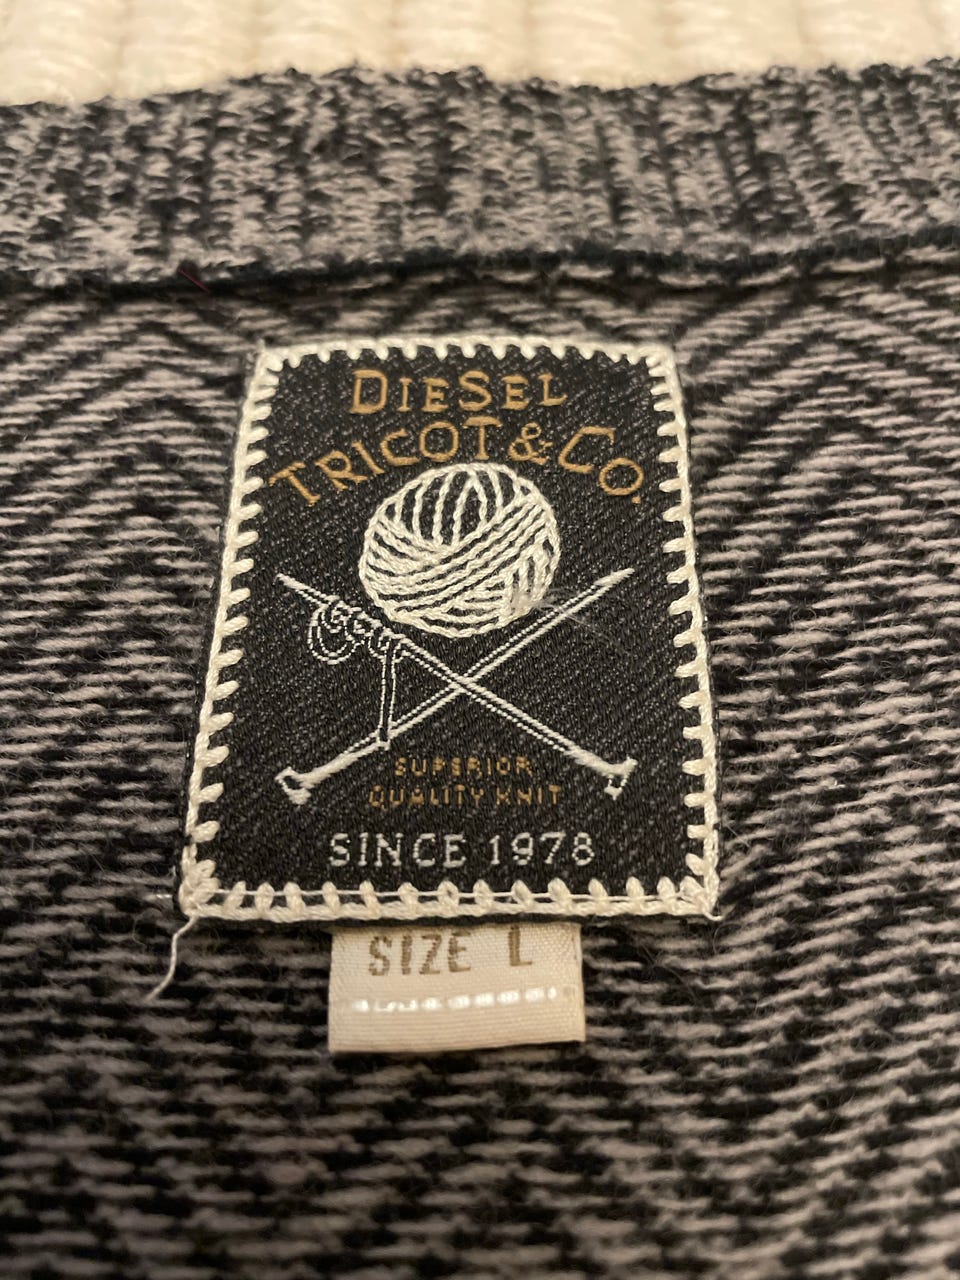 DIESEL
TRICOT & CO.
SUPERIOR
QUALITY KNIT
SINCE 1978
SIZE L